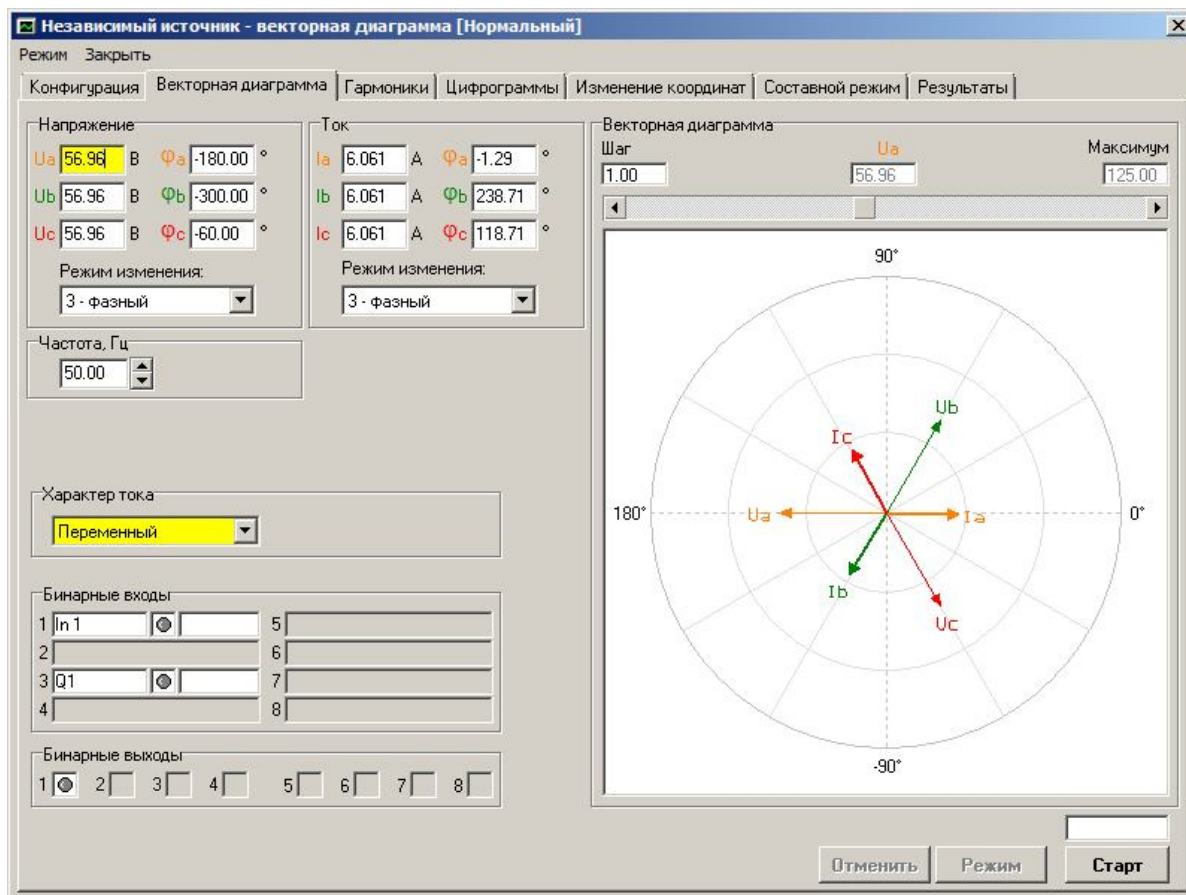 Независимый источник - векторная диаграмма [Нормальный]
Режим Закрыть
Конфигурация Векторная диаграмма Гармоники Цифрограммы Изменение координат Составной режим Результаты
Напряжение
Ua 56.96 В φa -180.00 °
Ub 56.96 В φb -300.00 °
Uc 56.96 В φc -60.00 °
Режим изменения:
3 - фазный
Ток
Ia 6.061 А φa -1.29 °
Ib 6.061 А φb 238.71 °
Ic 6.061 А φc 118.71 °
Режим изменения:
3 - фазный
Частота, Гц
50.00
Характер тока
Переменный
Бинарные входы
1 In 1 5
2 6
3 Q1 7
4 8
Бинарные выходы
1 2 3 4 5 6 7 8
Векторная диаграмма
Шаг Ua Максимум
1.00 56.96 125.00
90°
Ub
Ic
180° Ua Ia 0°
Ib
Uc
-90°
Отменить Режим Старт